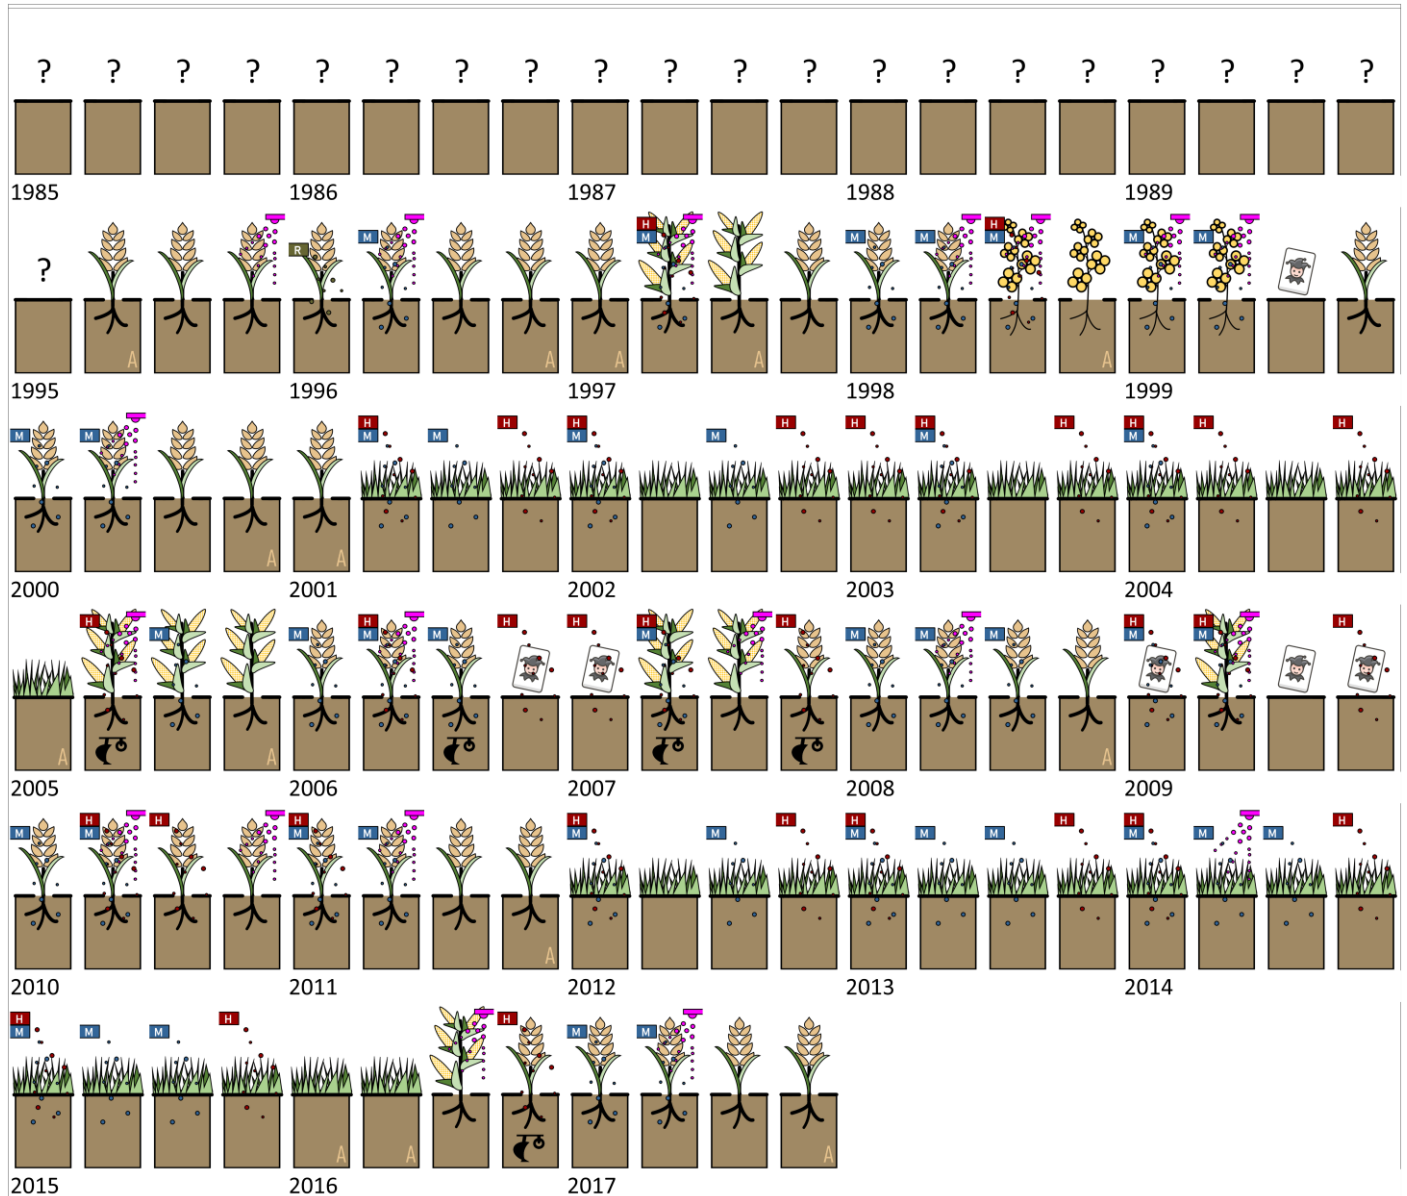 ? ? ? ? ? ? ? ? ? ? ? ? ? ? ? ? ? ? ? ?
1985 1986 1987 1988 1989
H H
M M M M M M M
R
?
A A A A A
1995 1996 1997 1998 1999
H H H H H H H H H H
M M M M M M M M
A A
2000 2001 2002 2003 2004
H H H H H H H H H
M M M M M M M M M
A A A
2005 2006 2007 2008 2009
H H H H H H H H H
M M M M M M M M M M M M
A
2010 2011 2012 2013 2014
H H H
M M M M M
A A A
2015 2016 2017